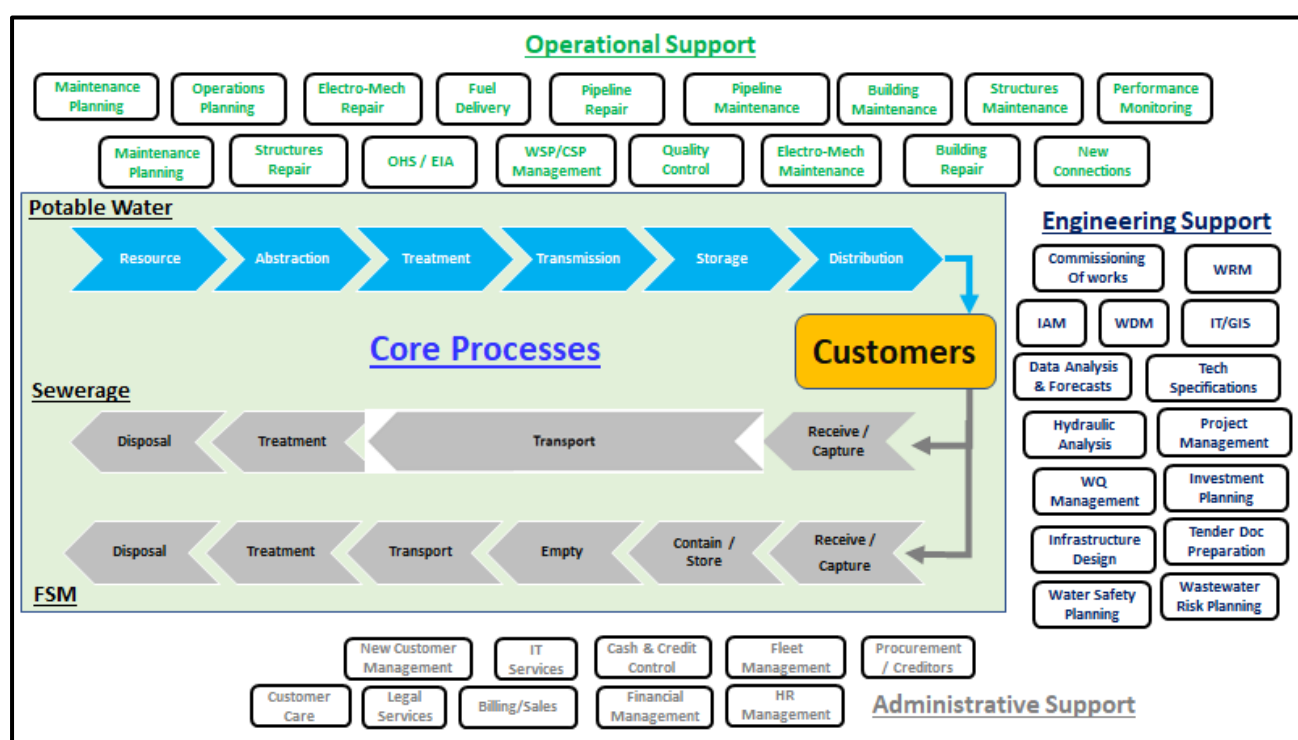 Operational Support
Maintenance
Planning
Operations
Planning
Electro-Mech
Repair
Fuel
Delivery
Pipeline
Repair
Pipeline
Maintenance
Building
Maintenance
Structures
Maintenance
Performance
Monitoring
Maintenance
Planning
Structures
Repair
OHS / EIA
WSP/CSP
Management
Quality
Control
Electro-Mech
Maintenance
Building
Repair
New
Connections
Potable Water
Resource
Abstraction
Treatment
Transmission
Storage
Distribution
Core Processes
Customers
Sewerage
Disposal
Treatment
Transport
Receive /
Capture
Disposal
Treatment
Transport
Empty
Contain /
Store
Receive /
Capture
FSM
Engineering Support
Commissioning
Of works
WRM
IAM
WDM
IT/GIS
Data Analysis
& Forecasts
Tech
Specifications
Hydraulic
Analysis
Project
Management
WQ
Management
Investment
Planning
Infrastructure
Design
Tender Doc
Preparation
Water Safety
Planning
Wastewater
Risk Planning
New Customer
Management
IT
Services
Cash & Credit
Control
Fleet
Management
Procurement
/ Creditors
Customer
Care
Legal
Services
Billing/Sales
Financial
Management
HR
Management
Administrative Support